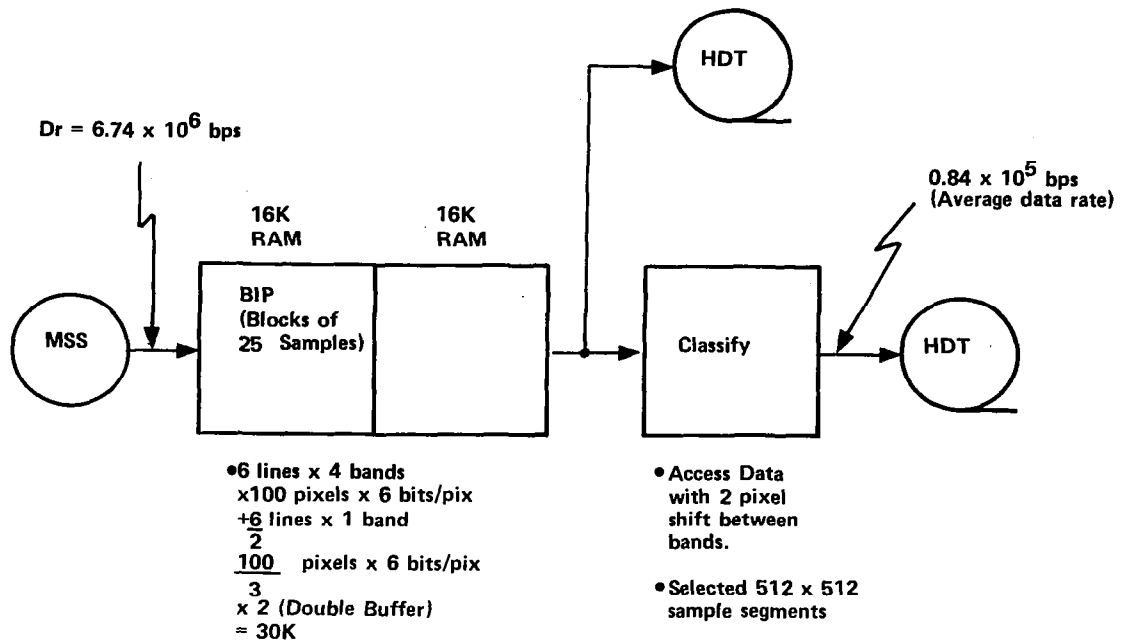 HDT
Dr = 6.74 x 10^6 bps
0.84 x 10^5 bps
(Average data rate)
16K
RAM
16K
RAM
MSS
BIP
(Blocks of
25 Samples)
Classify
HDT
•6 lines x 4 bands
x100 pixels x 6 bits/pix
+6 lines x 1 band
2
100 pixels x 6 bits/pix
3
x 2 (Double Buffer)
= 30K
•Access Data
with 2 pixel
shift between
bands.
•Selected 512 x 512
sample segments